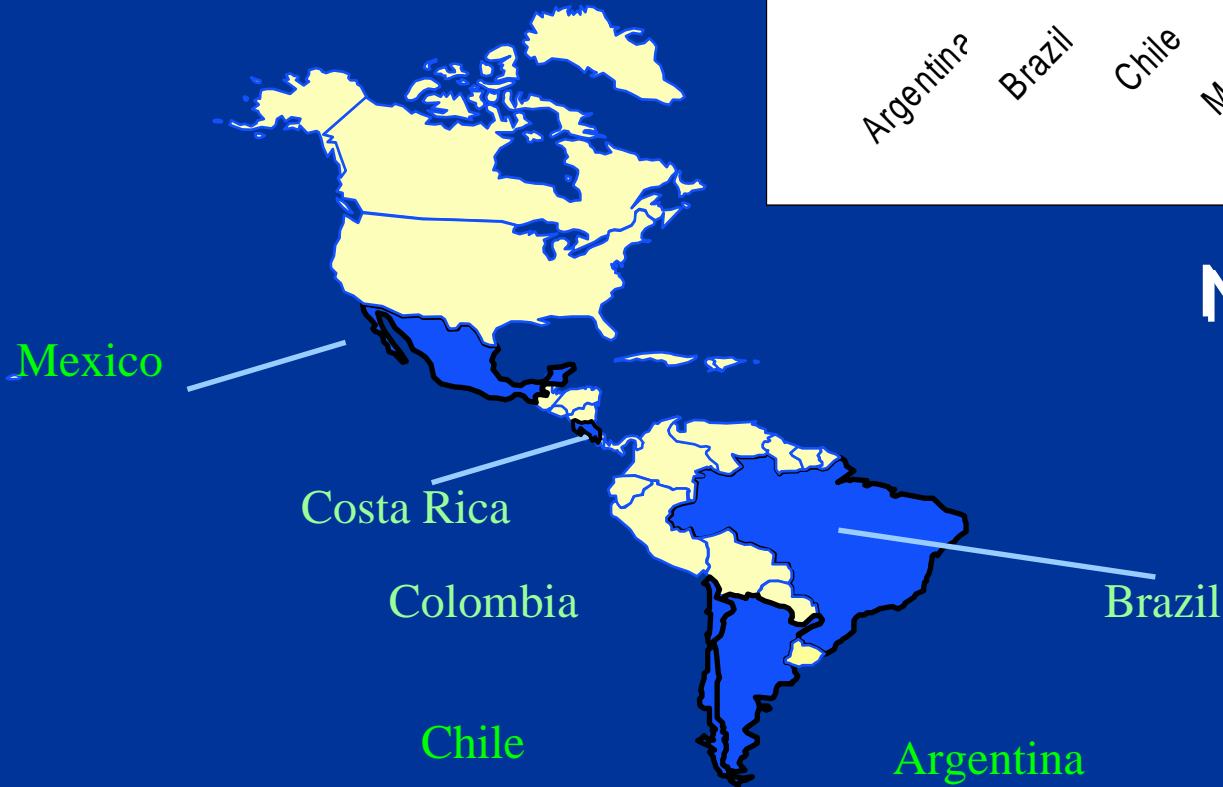 Argentina
Brazil
Chile
M
N
Mexico
Costa Rica
Colombia
Brazil
Chile
Argentina